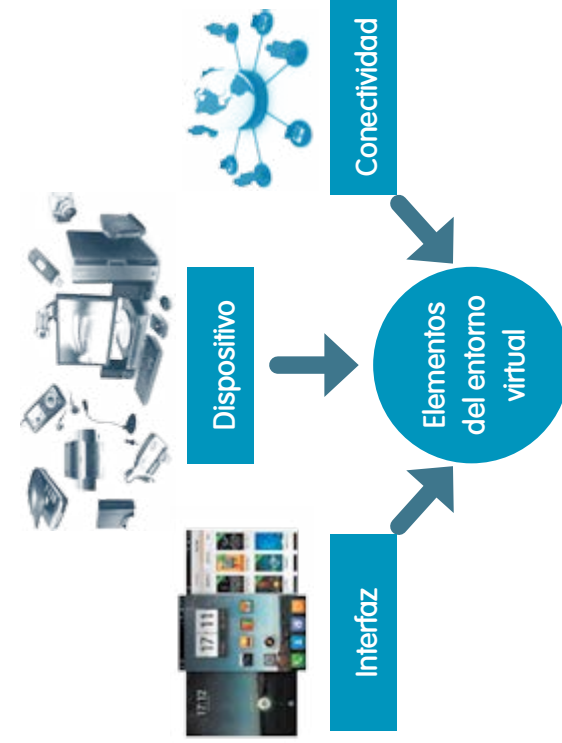 17:12
17:11
Interfaz
Dispositivo
Conectividad
Elementos
del entorno
virtual